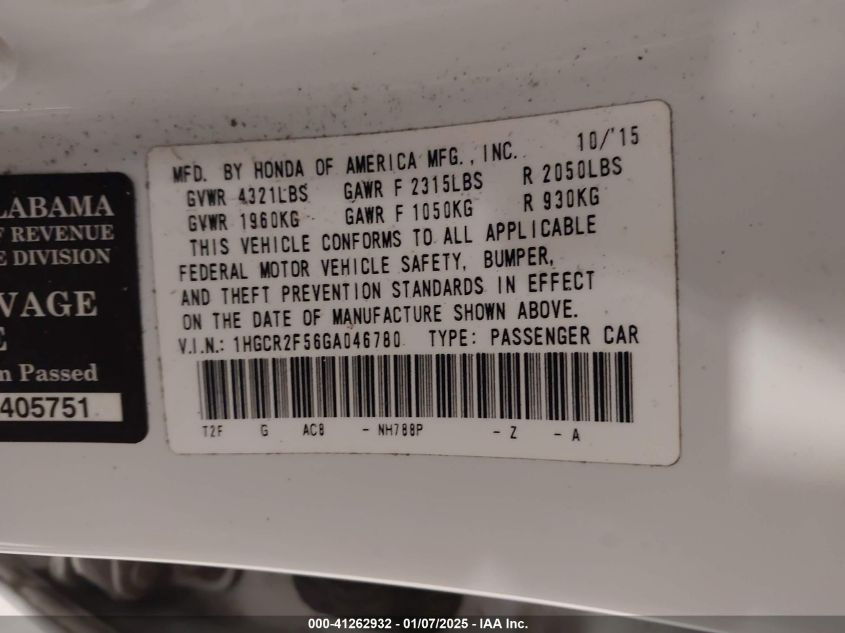 LABAMA
F REVENUE
E DIVISION
VAGE
E
n Passed
405751
10/'15
MFD. BY HONDA OF AMERICA MFG., INC.
GVWR 4321LBS GAWR F 2315LBS R 2050LBS
GVWR 1960KG GAWR F 1050KG R 930KG
THIS VEHICLE CONFORMS TO ALL APPLICABLE
FEDERAL MOTOR VEHICLE SAFETY, BUMPER,
AND THEFT PREVENTION STANDARDS IN EFFECT
ON THE DATE OF MANUFACTURE SHOWN ABOVE.
V.I.N.: 1HGCR2F56GA046780 TYPE: PASSENGER CAR
T2F G AC8 - NH788P - Z - A
000-41262932 - 01/07/2025 - IAA Inc.